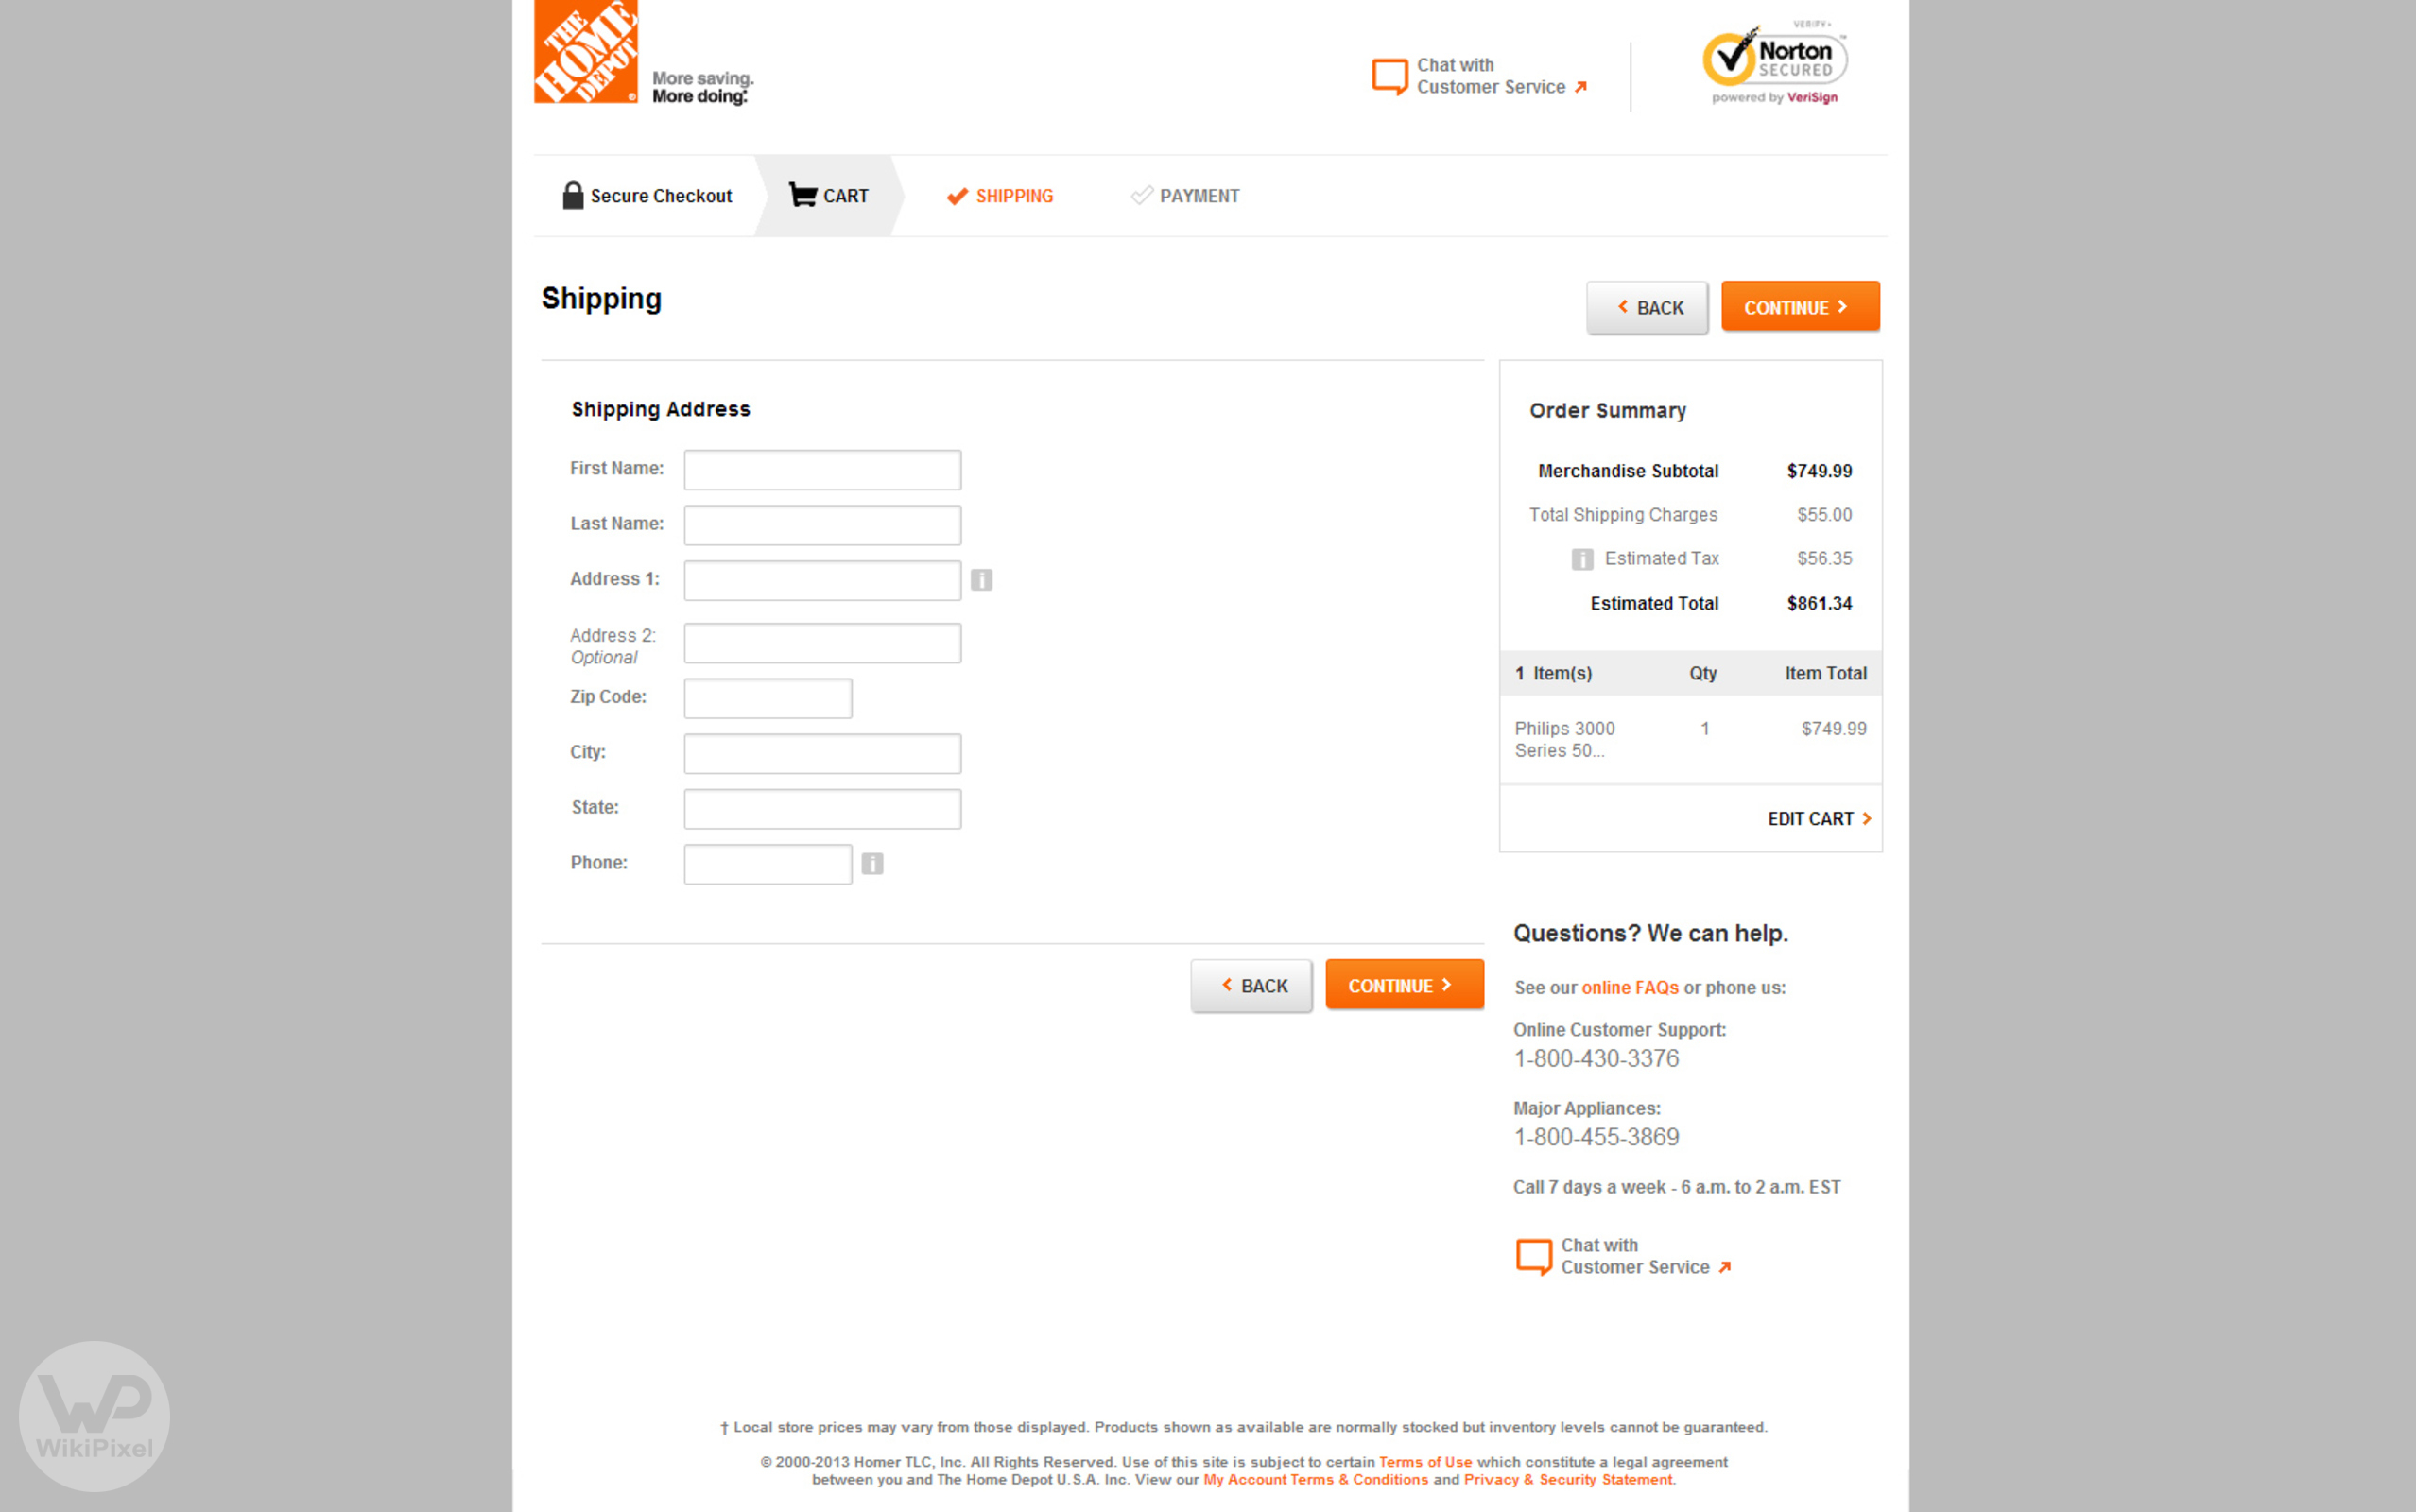 THE
HOME
DEPOT
More saving.
More doing.
Chat with
Customer Service
VERIFY
Norton
SECURED
powered by VeriSign
Secure Checkout
CART
SHIPPING
PAYMENT
Shipping
BACK
CONTINUE
Shipping Address
First Name:
Last Name:
Address 1:
i
Address 2:
Optional
Zip Code:
City:
State:
Phone:
i
BACK
CONTINUE
Order Summary
Merchandise Subtotal $749.99
Total Shipping Charges $55.00
i Estimated Tax $56.35
Estimated Total $861.34
1 Item(s) Qty Item Total
Philips 3000 1 $749.99
Series 50...
EDIT CART
Questions? We can help.
See our online FAQs or phone us:
Online Customer Support:
1-800-430-3376
Major Appliances:
1-800-455-3869
Call 7 days a week - 6 a.m. to 2 a.m. EST
Chat with
Customer Service
† Local store prices may vary from those displayed. Products shown as available are normally stocked but inventory levels cannot be guaranteed.
© 2000-2013 Homer TLC, Inc. All Rights Reserved. Use of this site is subject to certain Terms of Use which constitute a legal agreement
between you and The Home Depot U.S.A. Inc. View our My Account Terms & Conditions and Privacy & Security Statement.
WP
WikiPixel